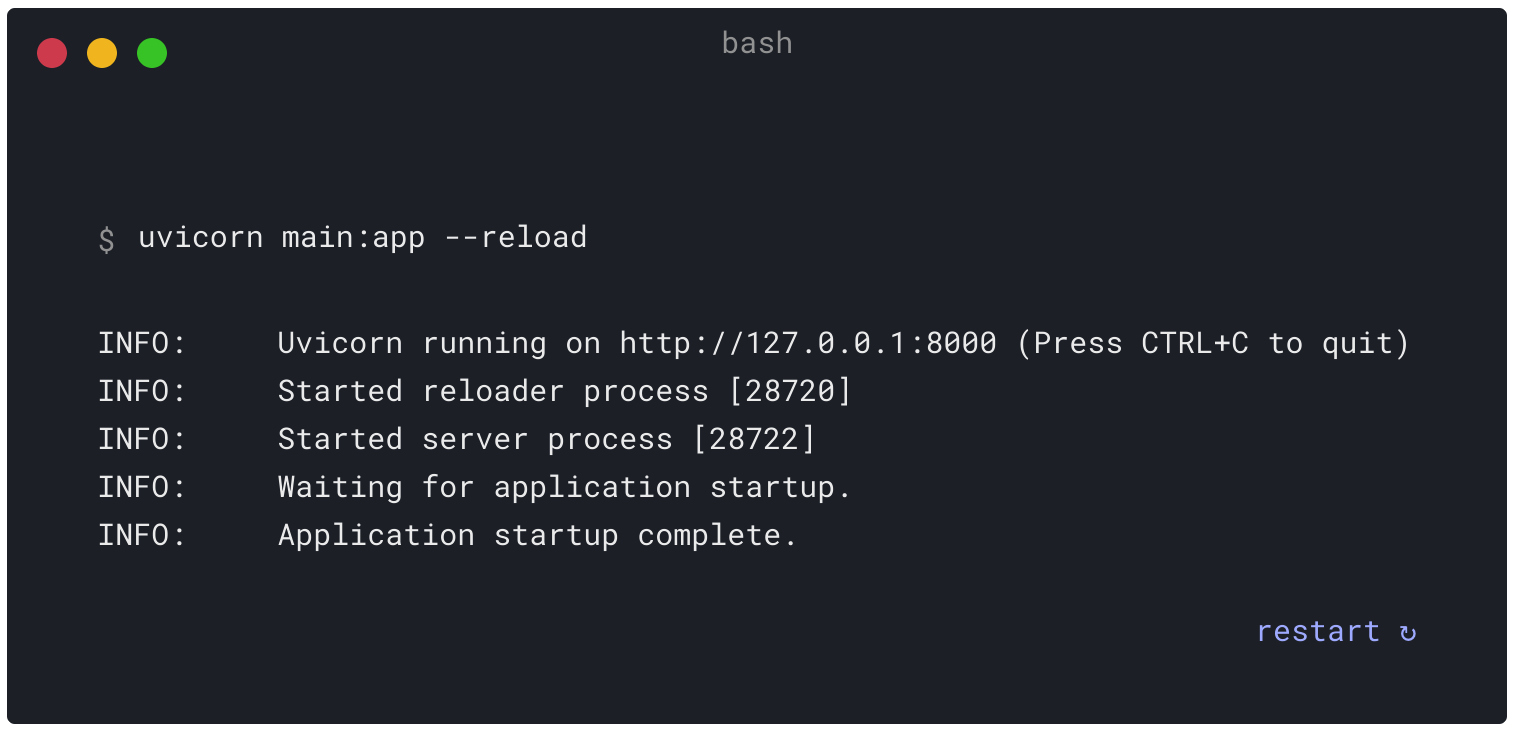 bash
$ uvicorn main:app --reload
INFO:     Uvicorn running on http://127.0.0.1:8000 (Press CTRL+C to quit)
INFO:     Started reloader process [28720]
INFO:     Started server process [28722]
INFO:     Waiting for application startup.
INFO:     Application startup complete.
restart ↻